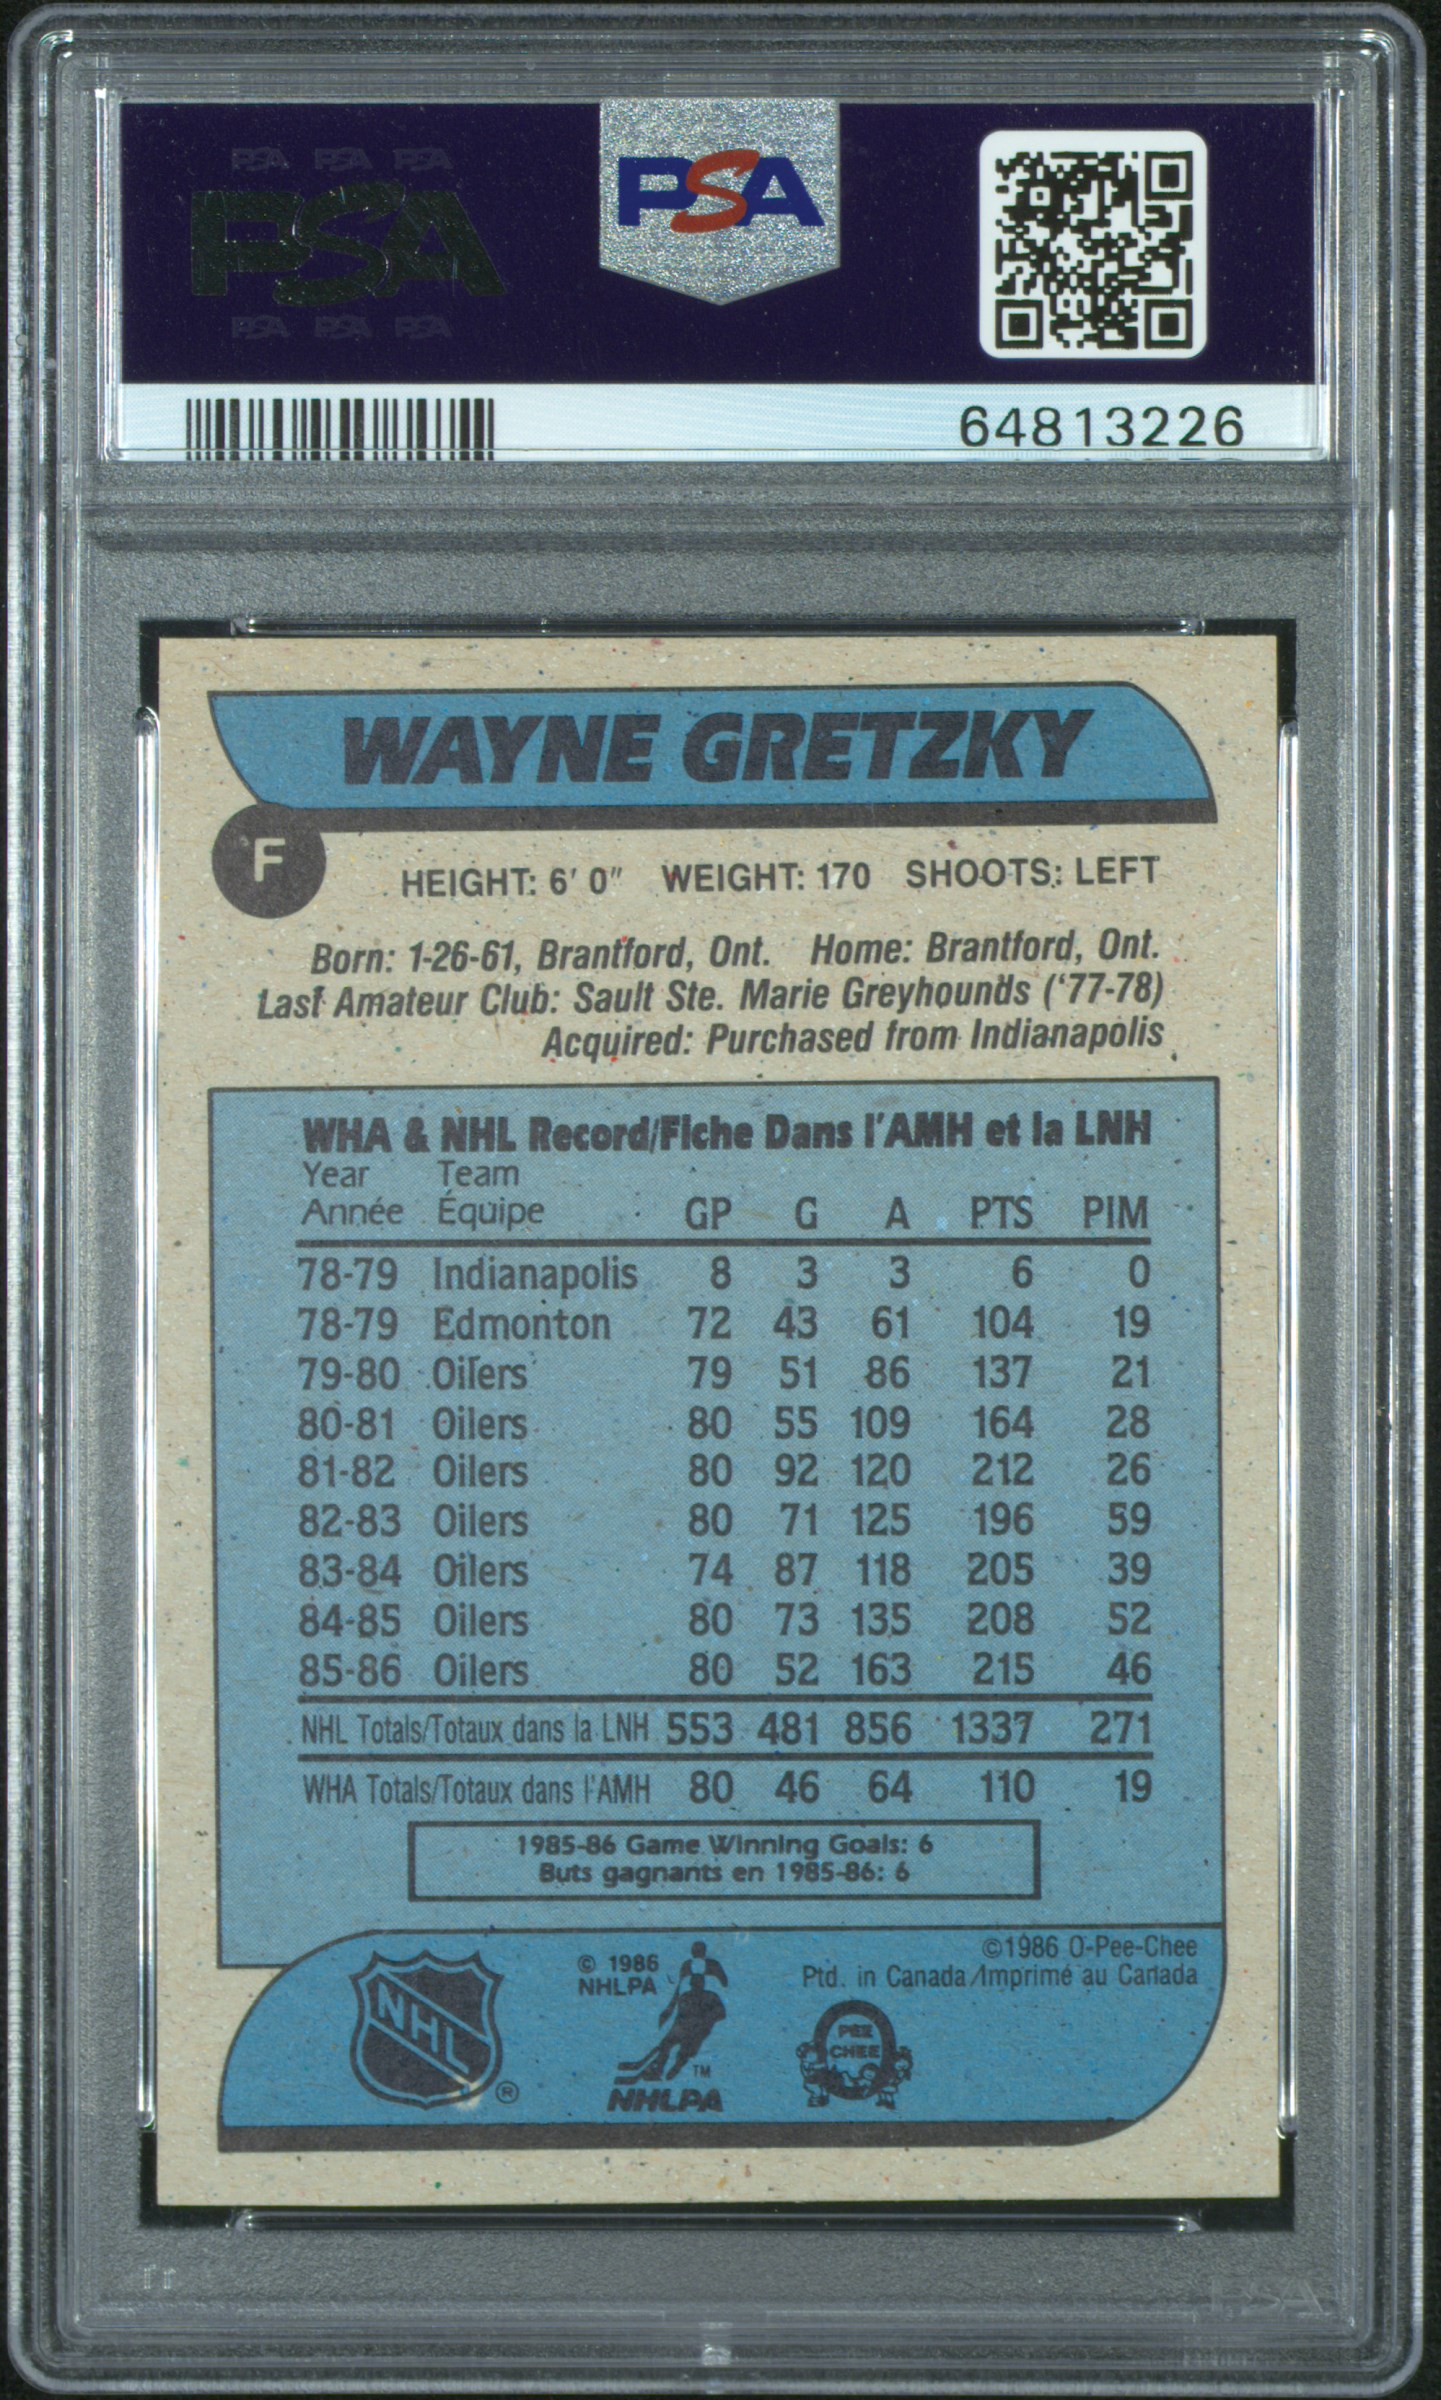 PSA PSA PSA
PSA
PSA PSA PSA
PSA
64813226
WAYNE GRETZKY
F
HEIGHT: 6' 0" WEIGHT: 170 SHOOTS: LEFT
Born: 1-26-61, Brantford, Ont. Home: Brantford, Ont.
Last Amateur Club: Sault Ste. Marie Greyhounds ('77-78)
Acquired: Purchased from Indianapolis
WHA & NHL Record/Fiche Dans l'AMH et la LNH
Year Team
Année Équipe GP G A PTS PIM
78-79 Indianapolis 8 3 3 6 0
78-79 Edmonton 72 43 61 104 19
79-80 Oilers 79 51 86 137 21
80-81 Oilers 80 55 109 164 28
81-82 Oilers 80 92 120 212 26
82-83 Oilers 80 71 125 196 59
83-84 Oilers 74 87 118 205 39
84-85 Oilers 80 73 135 208 52
85-86 Oilers 80 52 163 215 46
NHL Totals/Totaux dans la LNH 553 481 856 1337 271
WHA Totals/Totaux dans l'AMH 80 46 64 110 19
1985-86 Game Winning Goals: 6
Buts gagnants en 1985-86: 6
NHL ®
© 1986
NHLPA
TM
NHLPA
©1986 O-Pee-Chee
Ptd. in Canada/Imprimé au Canada
PEE
CHEE
PSA